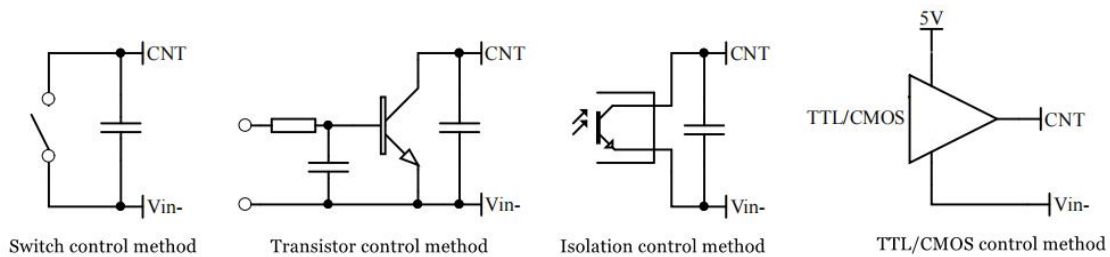 5V
CNT
CNT
CNT
TTL/CMOS
CNT
Vin-
Vin-
Vin-
Vin-
Switch control method
Transistor control method
Isolation control method
TTL/CMOS control method